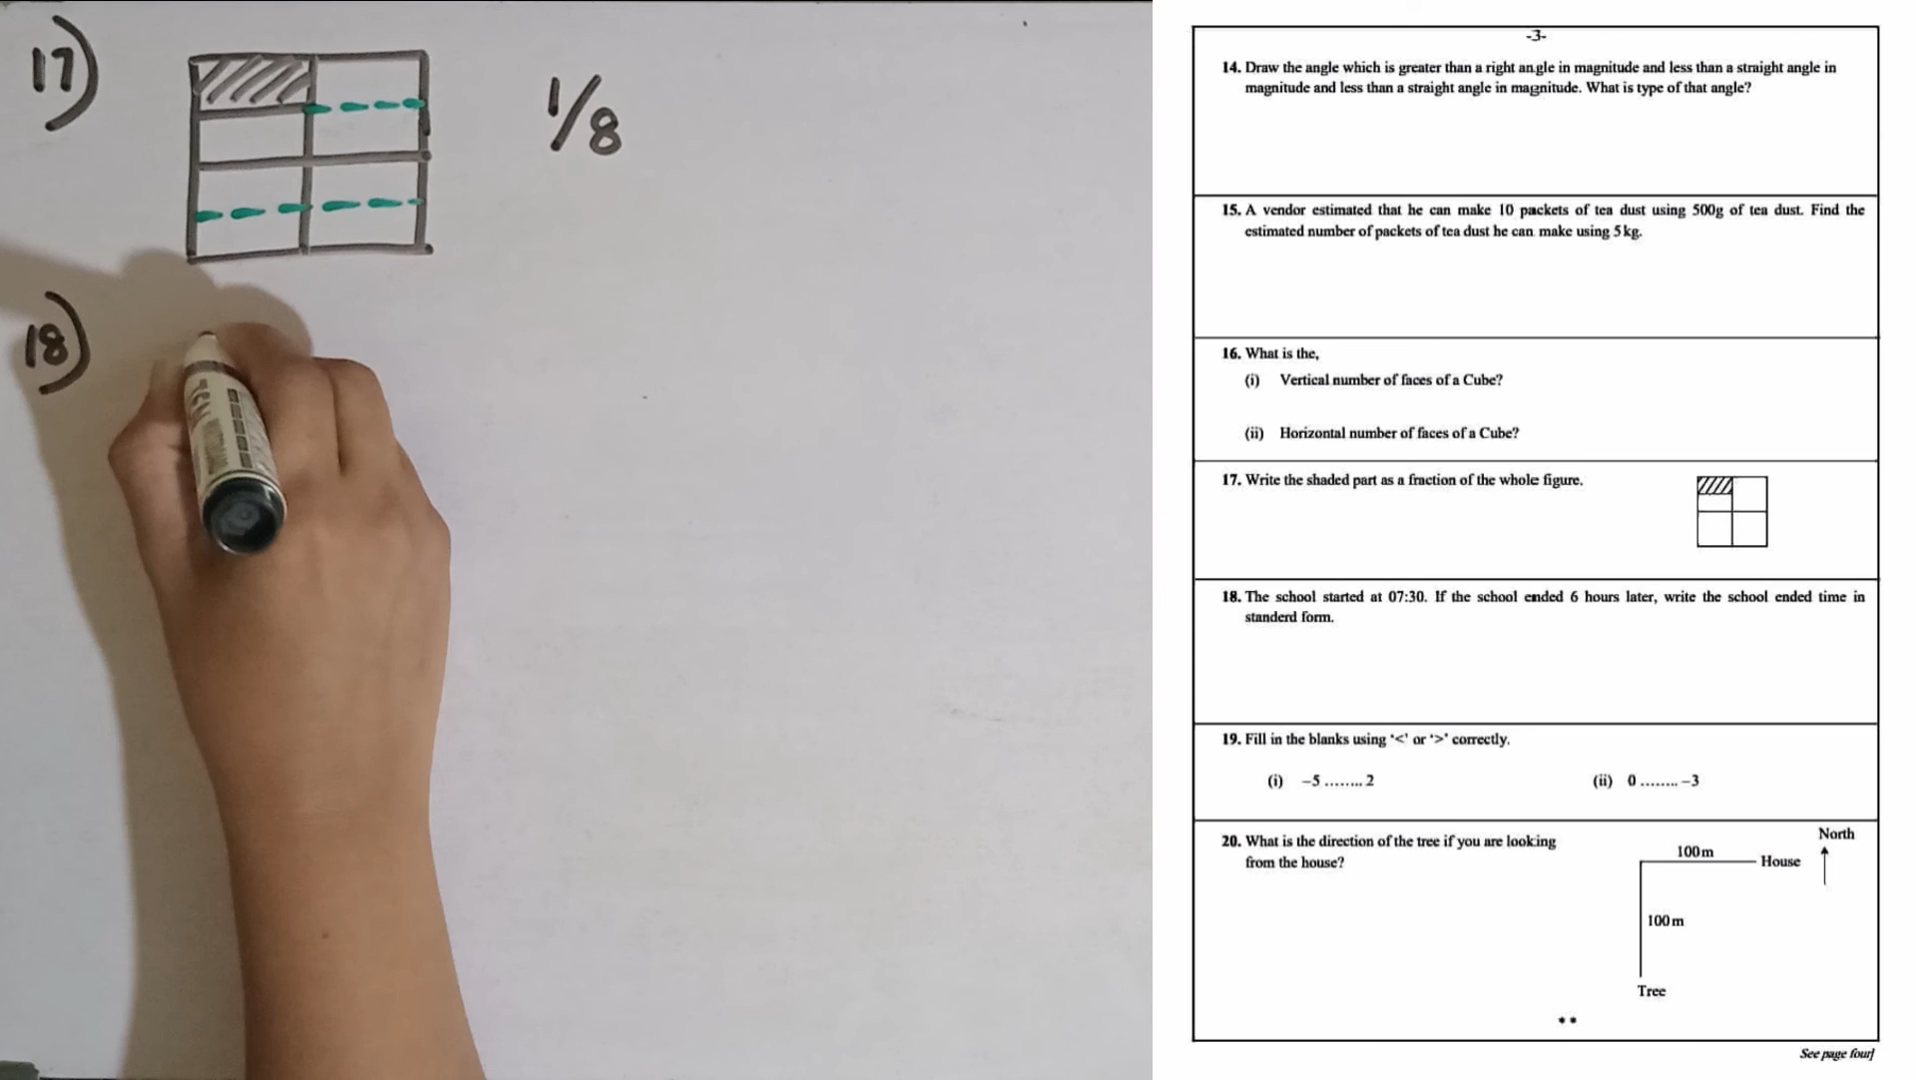 17)
1/8
18)
-3-
14. Draw the angle which is greater than a right angle in magnitude and less than a straight angle in
magnitude and less than a straight angle in magnitude. What is type of that angle?
15. A vendor estimated that he can make 10 packets of tea dust using 500g of tea dust. Find the
estimated number of packets of tea dust he can make using 5kg.
16. What is the,
(i) Vertical number of faces of a Cube?
(ii) Horizontal number of faces of a Cube?
17. Write the shaded part as a fraction of the whole figure.
18. The school started at 07:30. If the school ended 6 hours later, write the school ended time in
standerd form.
19. Fill in the blanks using '<' or '>' correctly.
(i) -5 ........ 2 (ii) 0 ........ -3
20. What is the direction of the tree if you are looking
from the house?
North
100m
House
100m
Tree
**
See page four]